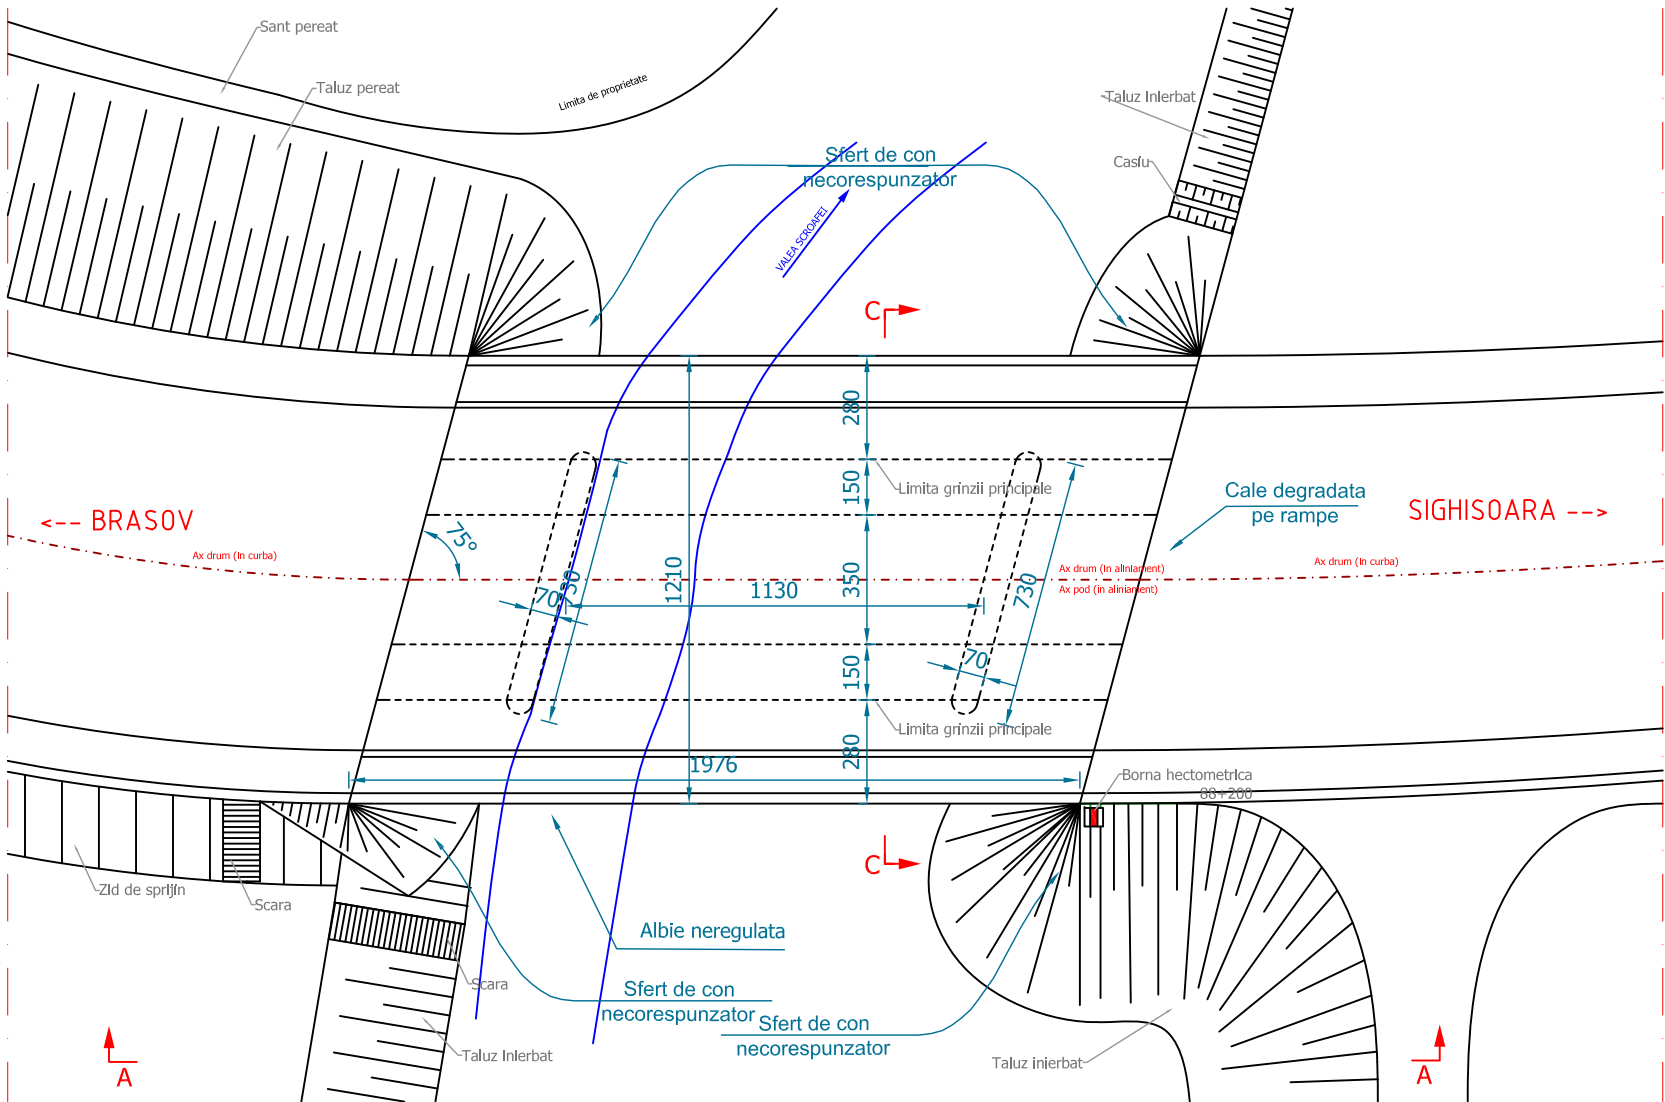 Sant pereat
Taluz pereat
Limita de proprietate
Taluz inierbat
Sfert de con
necorespunzator
Casiu
VALEA SCROAFEI
C
280
Limita grinzii principale
150
Cale degradata
pe rampe
<-- BRASOV
SIGHISOARA -->
75°
Ax drum (in curba)
Ax drum (in aliniament)
Ax pod (in aliniament)
Ax drum (in curba)
1210
350
1130
70
730
730
70
150
Limita grinzii principale
280
1976
Borna hectometrica
88+200
C
Zid de sprijin
Scara
Albie neregulata
Scara
Sfert de con
necorespunzator
Sfert de con
necorespunzator
Taluz inierbat
Taluz inierbat
A
A